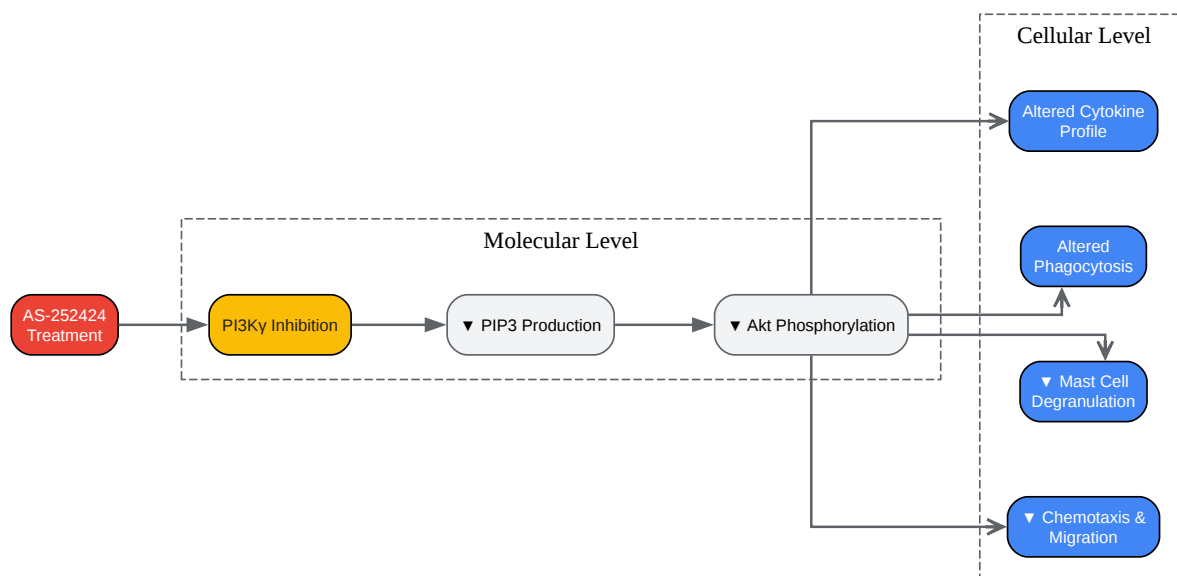 Cellular Level
Altered Cytokine
Profile
Molecular Level
Altered
Phagocytosis
AS-252424
Treatment
PI3Kγ Inhibition
▼ PIP3 Production
▼ Akt Phosphorylation
▼ Mast Cell
Degranulation
▼ Chemotaxis &
Migration